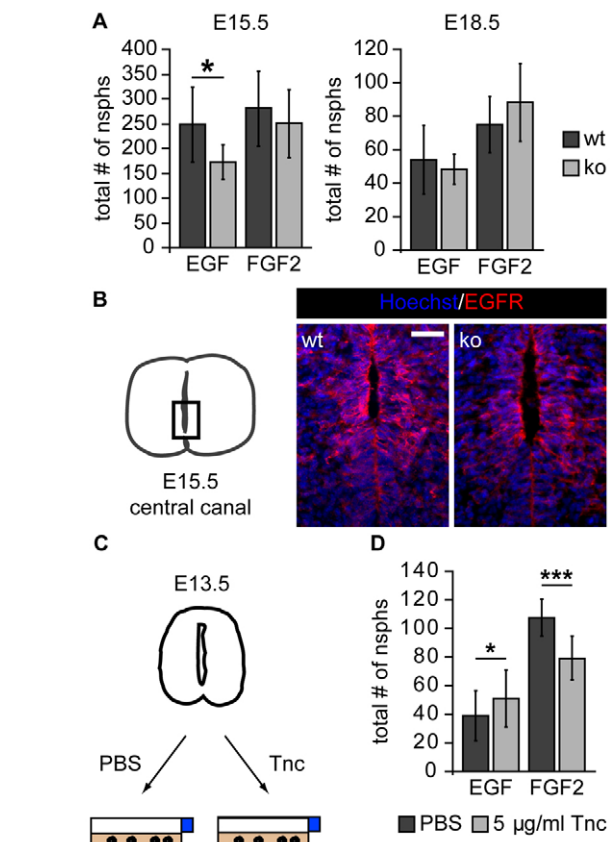 A
E15.5
E18.5
total # of nsphs
400
350
300
250
200
150
100
50
0
*
EGF FGF2
total # of nsphs
120
100
80
60
40
20
0
EGF FGF2
wt
ko
B
Hoechst/EGFR
wt
ko
E15.5
central canal
C
E13.5
PBS
Tnc
D
total # of nsphs
140
120
100
80
60
40
20
0
*
***
EGF FGF2
PBS 5 µg/ml Tnc